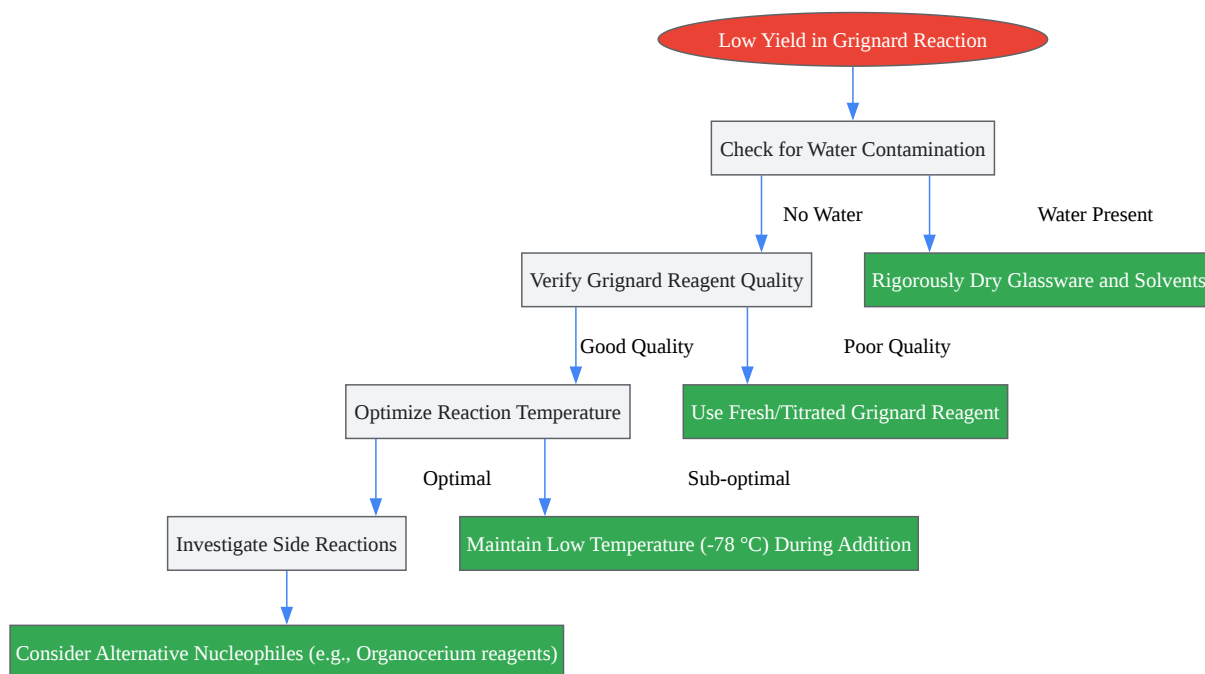 Low Yield in Grignard Reaction
Check for Water Contamination
No Water
Water Present
Verify Grignard Reagent Quality
Rigorously Dry Glassware and Solvents
Good Quality
Poor Quality
Optimize Reaction Temperature
Use Fresh/Titrated Grignard Reagent
Optimal
Sub-optimal
Investigate Side Reactions
Maintain Low Temperature (-78 °C) During Addition
Consider Alternative Nucleophiles (e.g., Organocerium reagents)